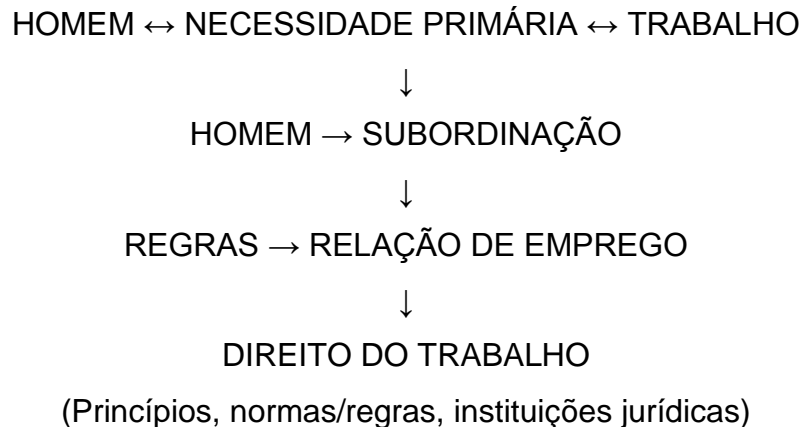 HOMEM ↔ NECESSIDADE PRIMÁRIA ↔ TRABALHO
↓
HOMEM → SUBORDINAÇÃO
↓
REGRAS → RELAÇÃO DE EMPREGO
↓
DIREITO DO TRABALHO
(Princípios, normas/regras, instituições jurídicas)